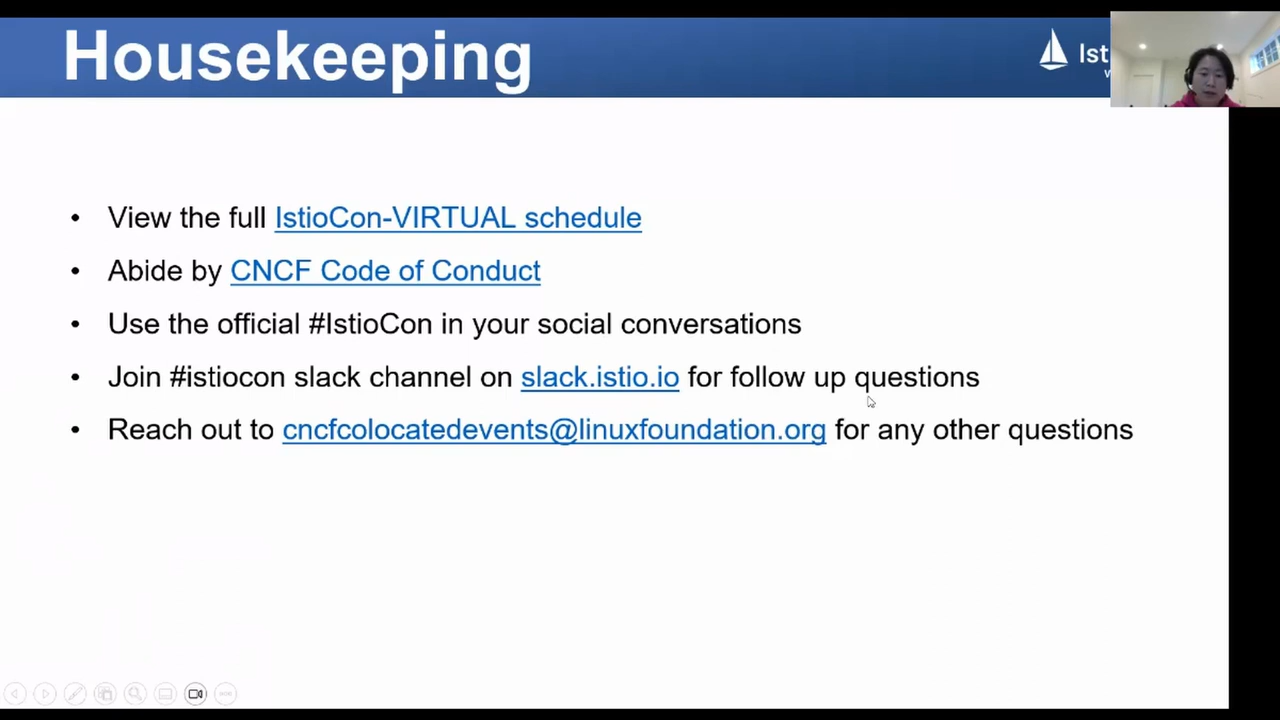 Housekeeping
Ist
View the full IstioCon-VIRTUAL schedule
Abide by CNCF Code of Conduct
Use the official #IstioCon in your social conversations
Join #istiocon slack channel on slack.istio.io for follow up questions
Reach out to cncfcolocatedevents@linuxfoundation.org for any other questions